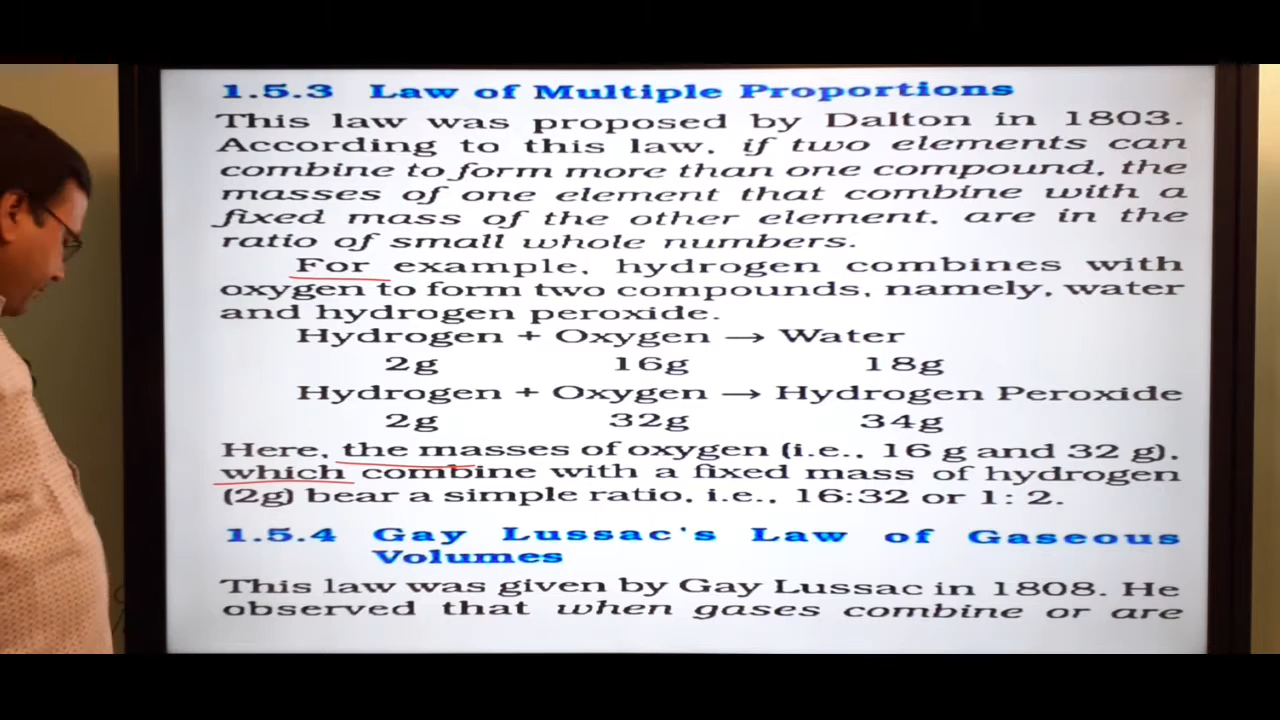 1.5.3 Law of Multiple Proportions
This law was proposed by Dalton in 1803.
According to this law, if two elements can
combine to form more than one compound, the
masses of one element that combine with a
fixed mass of the other element, are in the
ratio of small whole numbers.
For example, hydrogen combines with
oxygen to form two compounds, namely, water
and hydrogen peroxide.
Hydrogen + Oxygen → Water
2g 16g 18g
Hydrogen + Oxygen → Hydrogen Peroxide
2g 32g 34g
Here, the masses of oxygen (i.e., 16 g and 32 g),
which combine with a fixed mass of hydrogen
(2g) bear a simple ratio, i.e., 16:32 or 1: 2.
1.5.4 Gay Lussac's Law of Gaseous
Volumes
This law was given by Gay Lussac in 1808. He
observed that when gases combine or are